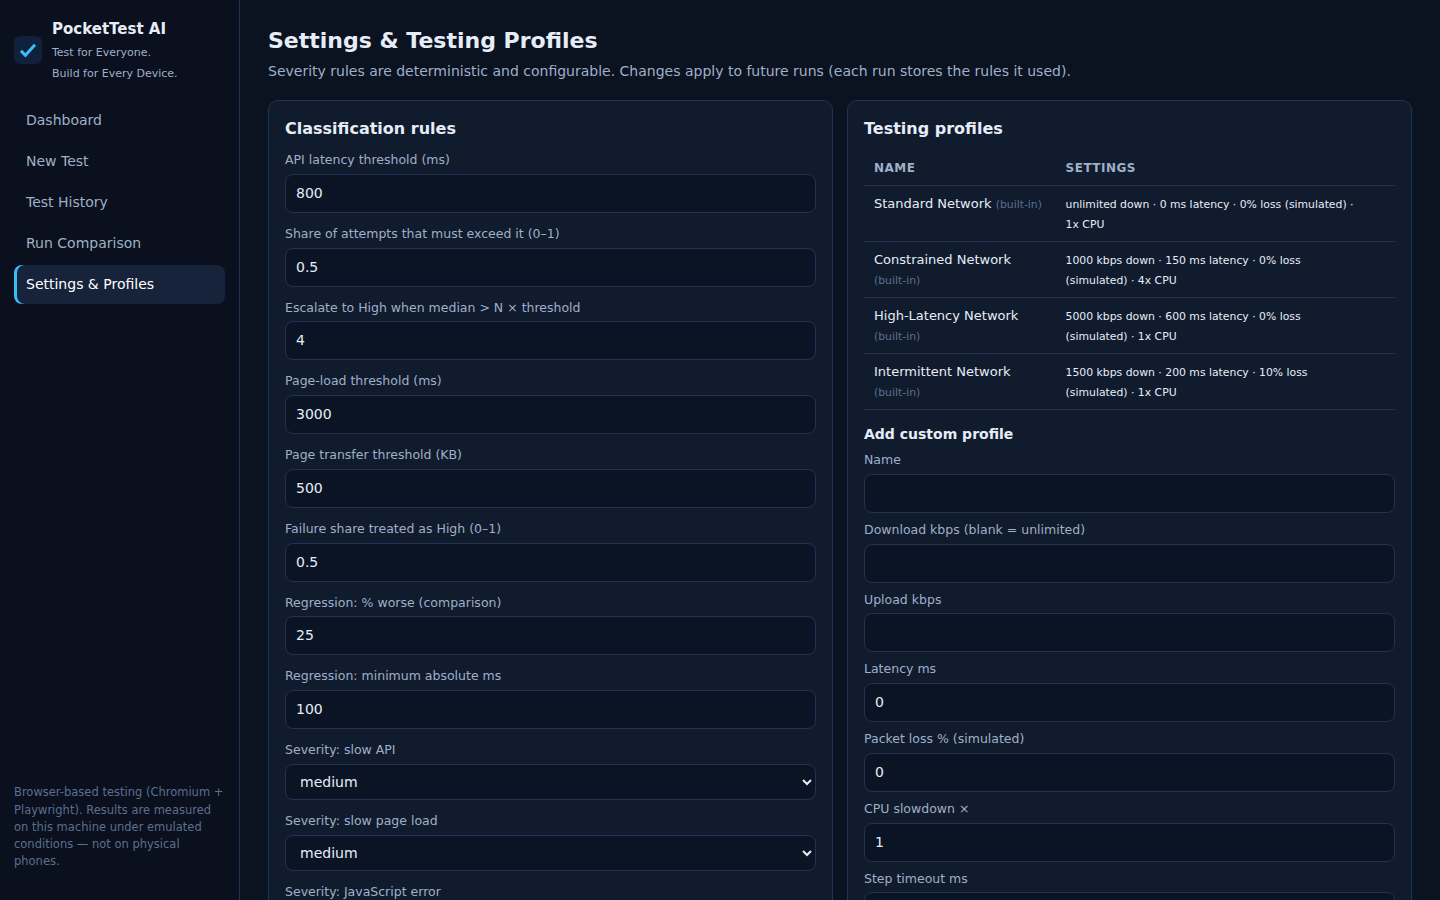 PocketTest AI
Test for Everyone.
Build for Every Device.
Dashboard
New Test
Test History
Run Comparison
Settings & Profiles
Browser-based testing (Chromium +
Playwright). Results are measured
on this machine under emulated
conditions — not on physical
phones.
Settings & Testing Profiles
Severity rules are deterministic and configurable. Changes apply to future runs (each run stores the rules it used).
Classification rules
API latency threshold (ms)
800
Share of attempts that must exceed it (0–1)
0.5
Escalate to High when median > N × threshold
4
Page-load threshold (ms)
3000
Page transfer threshold (KB)
500
Failure share treated as High (0–1)
0.5
Regression: % worse (comparison)
25
Regression: minimum absolute ms
100
Severity: slow API
medium
Severity: slow page load
medium
Severity: JavaScript error
Testing profiles
NAME SETTINGS
Standard Network (built-in) unlimited down · 0 ms latency · 0% loss (simulated) ·
1x CPU
Constrained Network 1000 kbps down · 150 ms latency · 0% loss
(built-in) (simulated) · 4x CPU
High-Latency Network 5000 kbps down · 600 ms latency · 0% loss
(built-in) (simulated) · 1x CPU
Intermittent Network 1500 kbps down · 200 ms latency · 10% loss
(built-in) (simulated) · 1x CPU
Add custom profile
Name
Download kbps (blank = unlimited)
Upload kbps
Latency ms
0
Packet loss % (simulated)
0
CPU slowdown ×
1
Step timeout ms